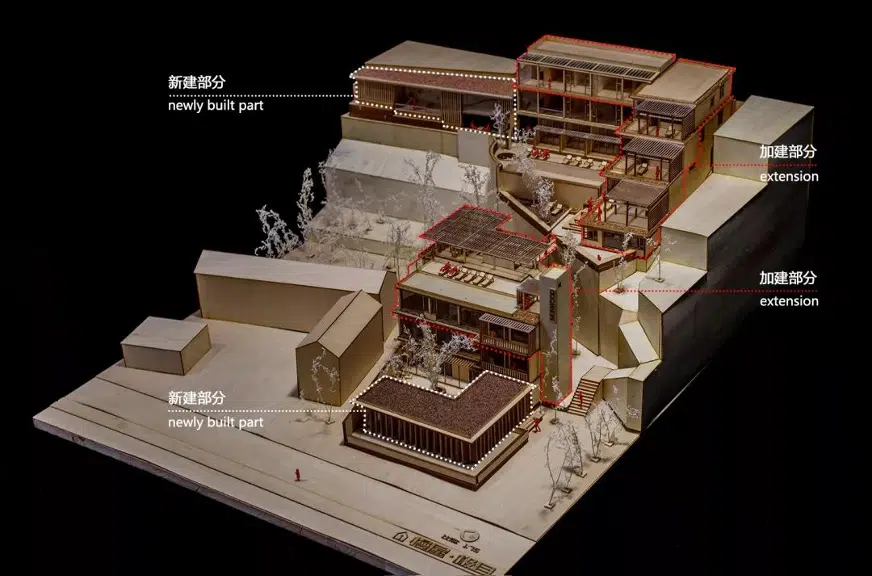 新建部分
newly built part
加建部分
extension
加建部分
extension
新建部分
newly built part